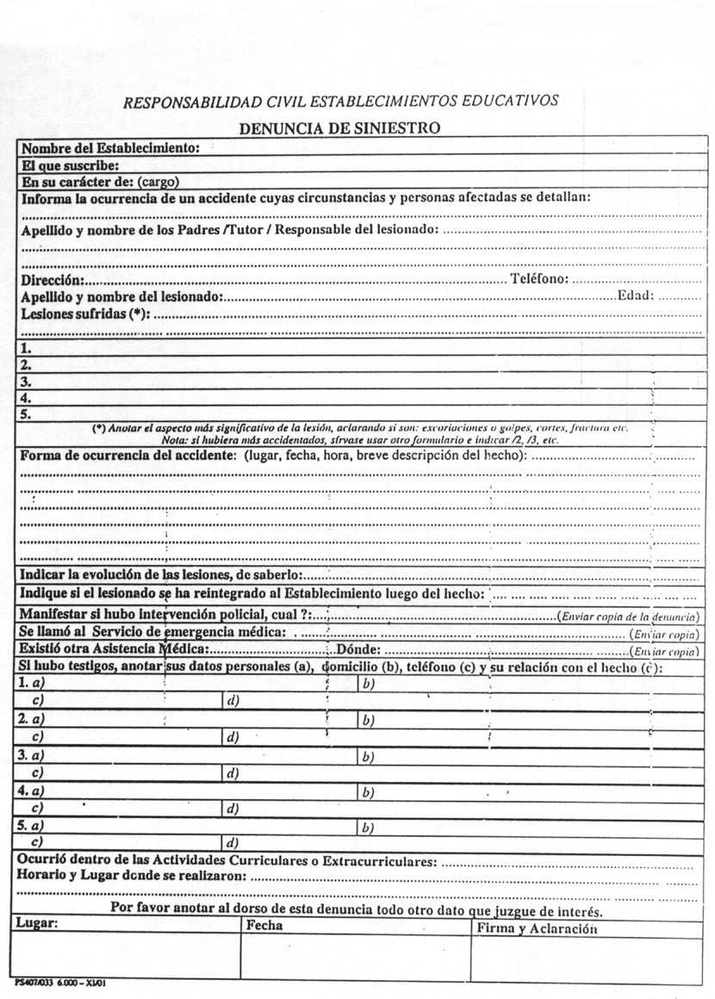 RESPONSABILIDAD CIVIL ESTABLECIMIENTOS EDUCATIVOS
DENUNCIA DE SINIESTRO
Nombre del Establecimiento:
El que suscribe:
En su carácter de: (cargo)
Informa la ocurrencia de un accidente cuyas circunstancias y personas afectadas se detallan:
Apellido y nombre de los Padres /Tutor / Responsable del lesionado:
Dirección: Teléfono:
Apellido y nombre del lesionado: Edad:
Lesiones sufridas (*):
1.
2.
3.
4.
5.
(*) Anotar el aspecto más significativo de la lesión, aclarando si son: excoriaciones o golpes, cortes, fractura etc.
Nota: si hubiera más accidentados, sírvase usar otro formulario e indicar /2, /3, etc.
Forma de ocurrencia del accidente: (lugar, fecha, hora, breve descripción del hecho):
Indicar la evolución de las lesiones, de saberlo:
Indique si el lesionado se ha reintegrado al Establecimiento luego del hecho:
Manifestar si hubo intervención policial, cual ?: (Enviar copia de la denuncia)
Se llamó al Servicio de emergencia médica: (Enviar copia)
Existió otra Asistencia Médica: Dónde: (Enviar copia)
Si hubo testigos, anotar sus datos personales (a), domicilio (b), teléfono (c) y su relación con el hecho (c):
1. a) b)
c) d)
2. a) b)
c) d)
3. a) b)
c) d)
4. a) b)
c) d)
5. a) b)
c) d)
Ocurrió dentro de las Actividades Curriculares o Extracurriculares:
Horario y Lugar donde se realizaron:
Por favor anotar al dorso de esta denuncia todo otro dato que juzgue de interés.
Lugar: Fecha Firma y Aclaración
PS407/033 6.000 – XI/01